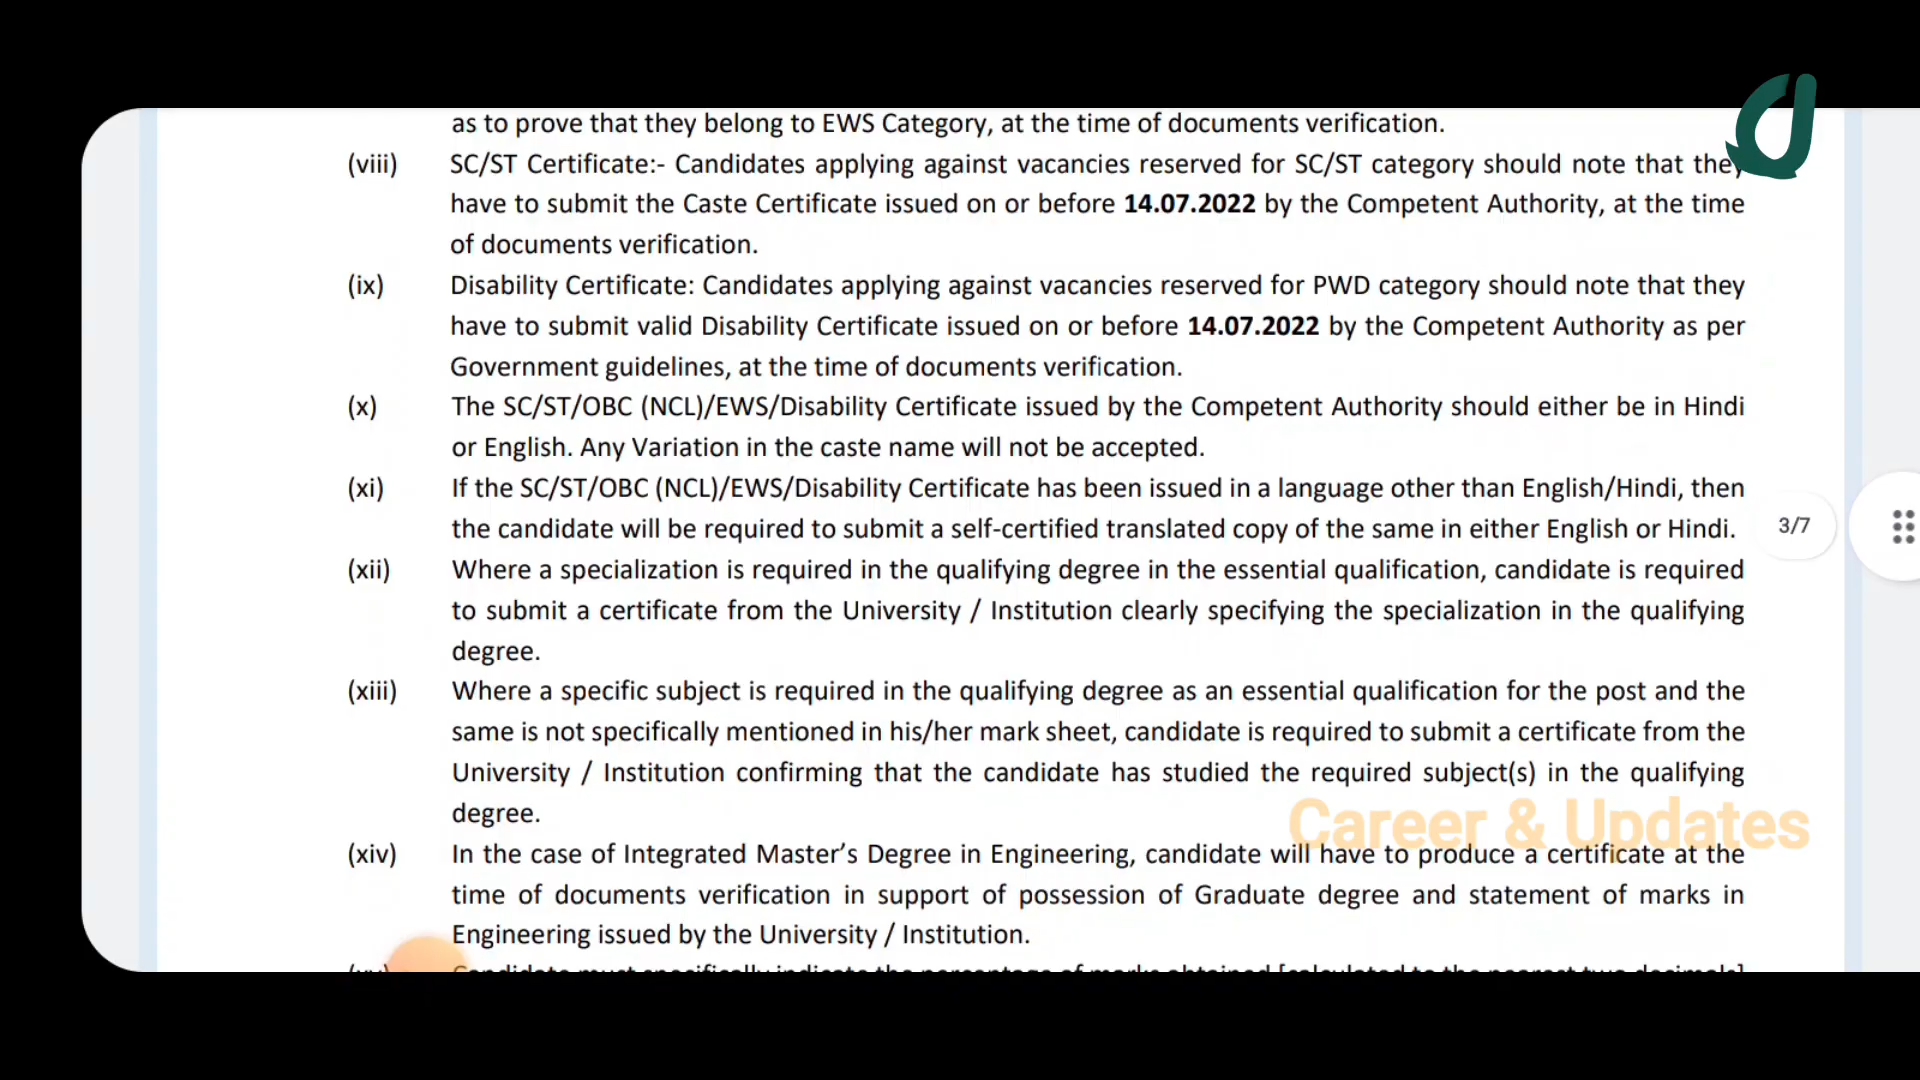 as to prove that they belong to EWS Category, at the time of documents verification.
(viii) SC/ST Certificate:- Candidates applying against vacancies reserved for SC/ST category should note that they
have to submit the Caste Certificate issued on or before 14.07.2022 by the Competent Authority, at the time
of documents verification.
(ix) Disability Certificate: Candidates applying against vacancies reserved for PWD category should note that they
have to submit valid Disability Certificate issued on or before 14.07.2022 by the Competent Authority as per
Government guidelines, at the time of documents verification.
(x) The SC/ST/OBC (NCL)/EWS/Disability Certificate issued by the Competent Authority should either be in Hindi
or English. Any Variation in the caste name will not be accepted.
(xi) If the SC/ST/OBC (NCL)/EWS/Disability Certificate has been issued in a language other than English/Hindi, then
the candidate will be required to submit a self-certified translated copy of the same in either English or Hindi.
3/7
(xii) Where a specialization is required in the qualifying degree in the essential qualification, candidate is required
to submit a certificate from the University / Institution clearly specifying the specialization in the qualifying
degree.
(xiii) Where a specific subject is required in the qualifying degree as an essential qualification for the post and the
same is not specifically mentioned in his/her mark sheet, candidate is required to submit a certificate from the
University / Institution confirming that the candidate has studied the required subject(s) in the qualifying
degree.
Career & Updates
(xiv) In the case of Integrated Master's Degree in Engineering, candidate will have to produce a certificate at the
time of documents verification in support of possession of Graduate degree and statement of marks in
Engineering issued by the University / Institution.
Candidate must specifically indicate the percentage of marks obtained [calculated to the nearest two decimals]